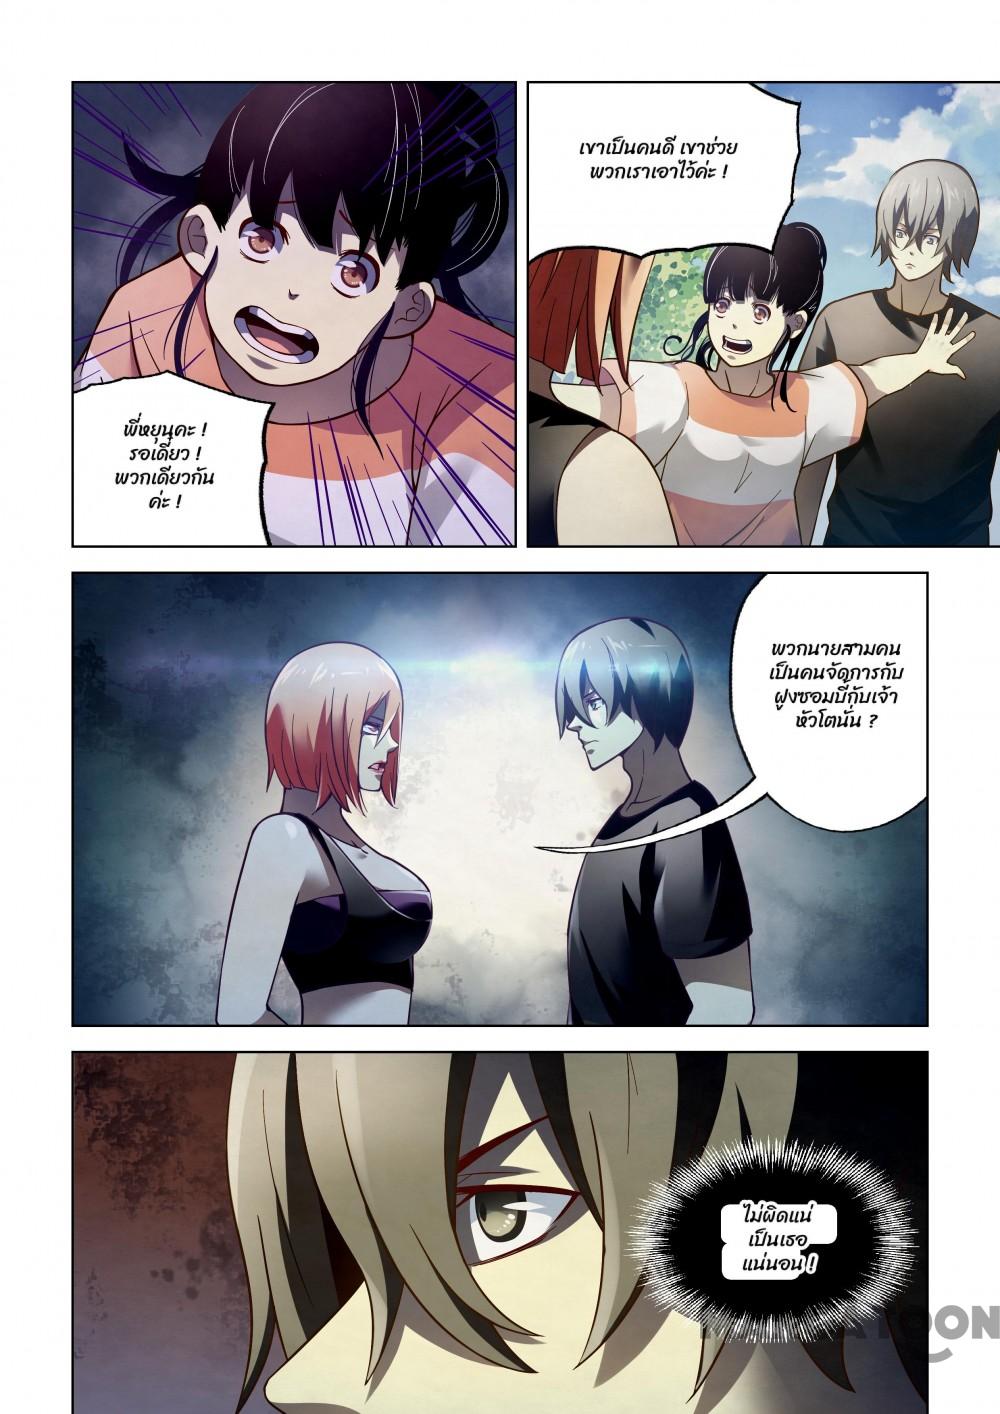 พี่หยุนคะ !
รอเดี๋ยว !
พวกเดียวกัน
ค่ะ !
เขาเป็นคนดี เขาช่วย
พวกเราเอาไว้ค่ะ !
พวกนายสามคน
เป็นคนจัดการกับ
ฝูงซอมบี้กับเจ้า
หัวโตนั่น ?
ไม่ผิดแน่
เป็นเธอ
แน่นอน !